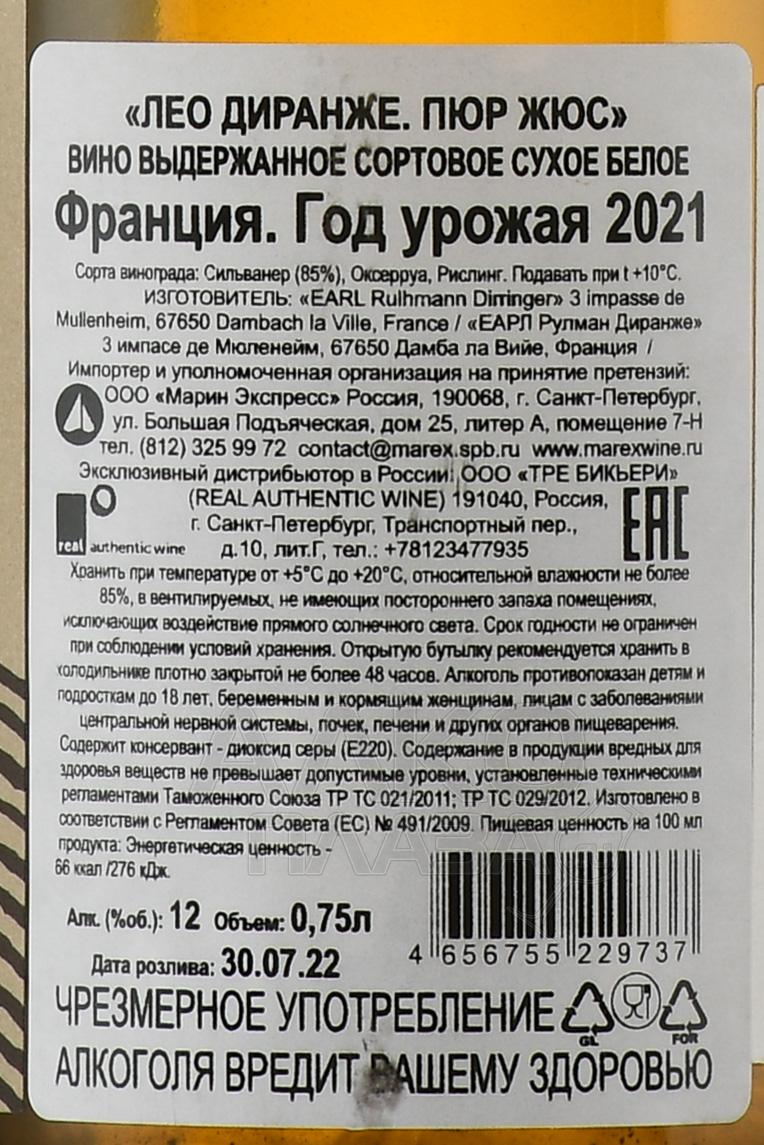 «ЛЕО ДИРАНЖЕ. ПЮР ЖЮС»
ВИНО ВЫДЕРЖАННОЕ СОРТОВОЕ СУХОЕ БЕЛОЕ
Франция. Год урожая 2021
Сорта винограда: Сильванер (85%), Оксерруа, Рислинг. Подавать при t +10°С.
ИЗГОТОВИТЕЛЬ: «EARL Rulhmann Dirringer» 3 impasse de
Mullenheim, 67650 Dambach la Ville, France / «ЕАРЛ Рулман Диранже»
3 импасе де Мюленейм, 67650 Дамба ла Вийе, Франция /
Импортер и уполномоченная организация на принятие претензий:
ООО «Марин Экспресс» Россия, 190068, г. Санкт-Петербург,
ул. Большая Подъяческая, дом 25, литер А, помещение 7-Н
тел. (812) 325 99 72 contact@marex.spb.ru www.marexwine.ru
Эксклюзивный дистрибьютор в России: ООО «ТРЕ БИКЬЕРИ»
(REAL AUTHENTIC WINE) 191040, Россия,
г. Санкт-Петербург, Транспортный пер.,
real authentic wine д.10, лит.Г, тел.: +78123477935
EAC
Хранить при температуре от +5°С до +20°С, относительной влажности не более
85%, в вентилируемых, не имеющих постороннего запаха помещениях,
исключающих воздействие прямого солнечного света. Срок годности не ограничен
при соблюдении условий хранения. Открытую бутылку рекомендуется хранить в
холодильнике плотно закрытой не более 48 часов. Алкоголь противопоказан детям и
подросткам до 18 лет, беременным и кормящим женщинам, лицам с заболеваниями
центральной нервной системы, почек, печени и других органов пищеварения.
Содержит консервант - диоксид серы (Е220). Содержание в продукции вредных для
здоровья веществ не превышает допустимые уровни, установленные техническими
регламентами Таможенного Союза ТР ТС 021/2011; ТР ТС 029/2012. Изготовлено в
соответствии с Регламентом Совета (ЕС) № 491/2009. Пищевая ценность на 100 мл
продукта: Энергетическая ценность -
66 ккал /276 кДж.
Алк. (%об.): 12 Объем: 0,75л
4 656755 229737
Дата розлива: 30.07.22
ЧРЕЗМЕРНОЕ УПОТРЕБЛЕНИЕ
GL FOR
АЛКОГОЛЯ ВРЕДИТ ВАШЕМУ ЗДОРОВЬЮ